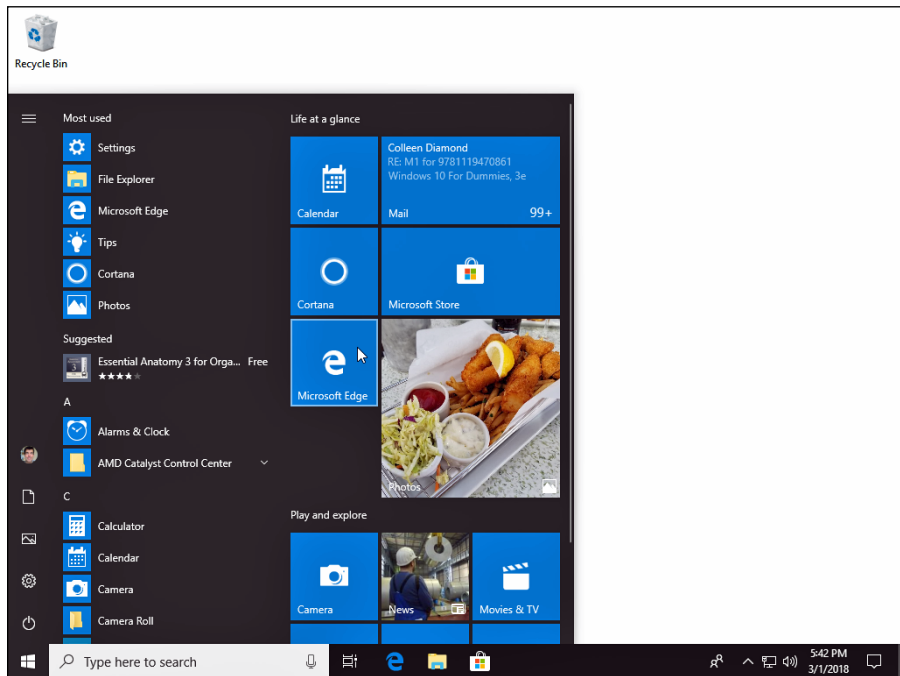 Recycle Bin
Most used
Settings
File Explorer
Microsoft Edge
Tips
Cortana
Photos
Suggested
Essential Anatomy 3 for Orga... Free
A
Alarms & Clock
AMD Catalyst Control Center
C
Calculator
Calendar
Camera
Camera Roll
Life at a glance
Calendar
Colleen Diamond
RE: M1 for 9781119470861
Windows 10 For Dummies, 3e
Mail 99+
Cortana
Microsoft Store
Microsoft Edge
Photos
Play and explore
Camera
News
Movies & TV
Type here to search
5:42 PM
3/1/2018